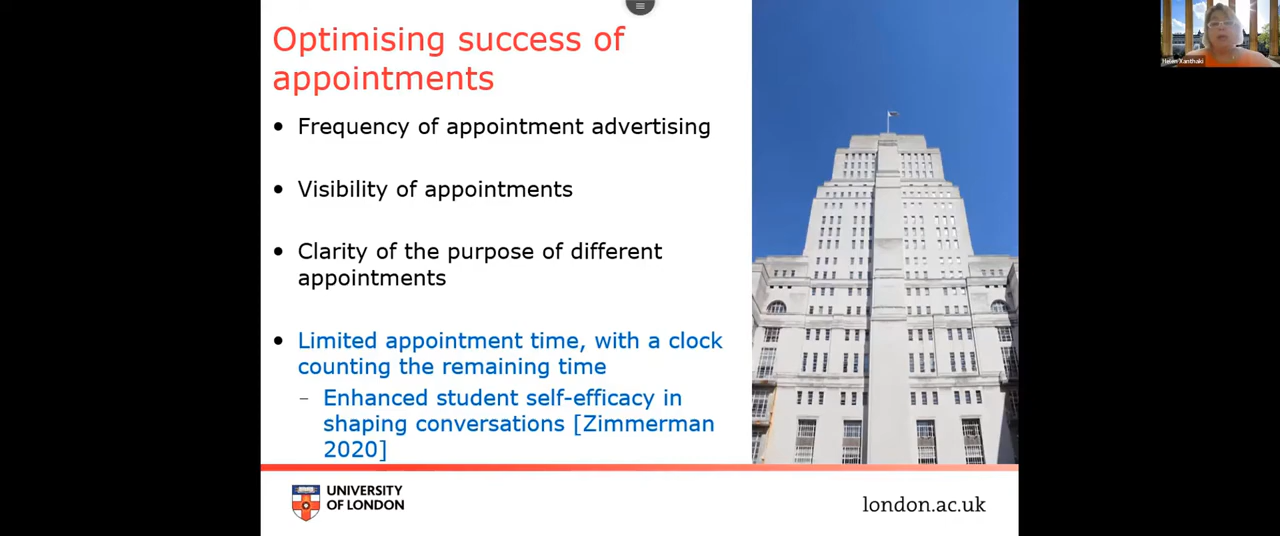 Optimising success of
appointments
• Frequency of appointment advertising
• Visibility of appointments
• Clarity of the purpose of different
appointments
• Limited appointment time, with a clock
counting the remaining time
– Enhanced student self-efficacy in
shaping conversations [Zimmerman
2020]
UNIVERSITY
OF LONDON
london.ac.uk
Helen Xanthaki